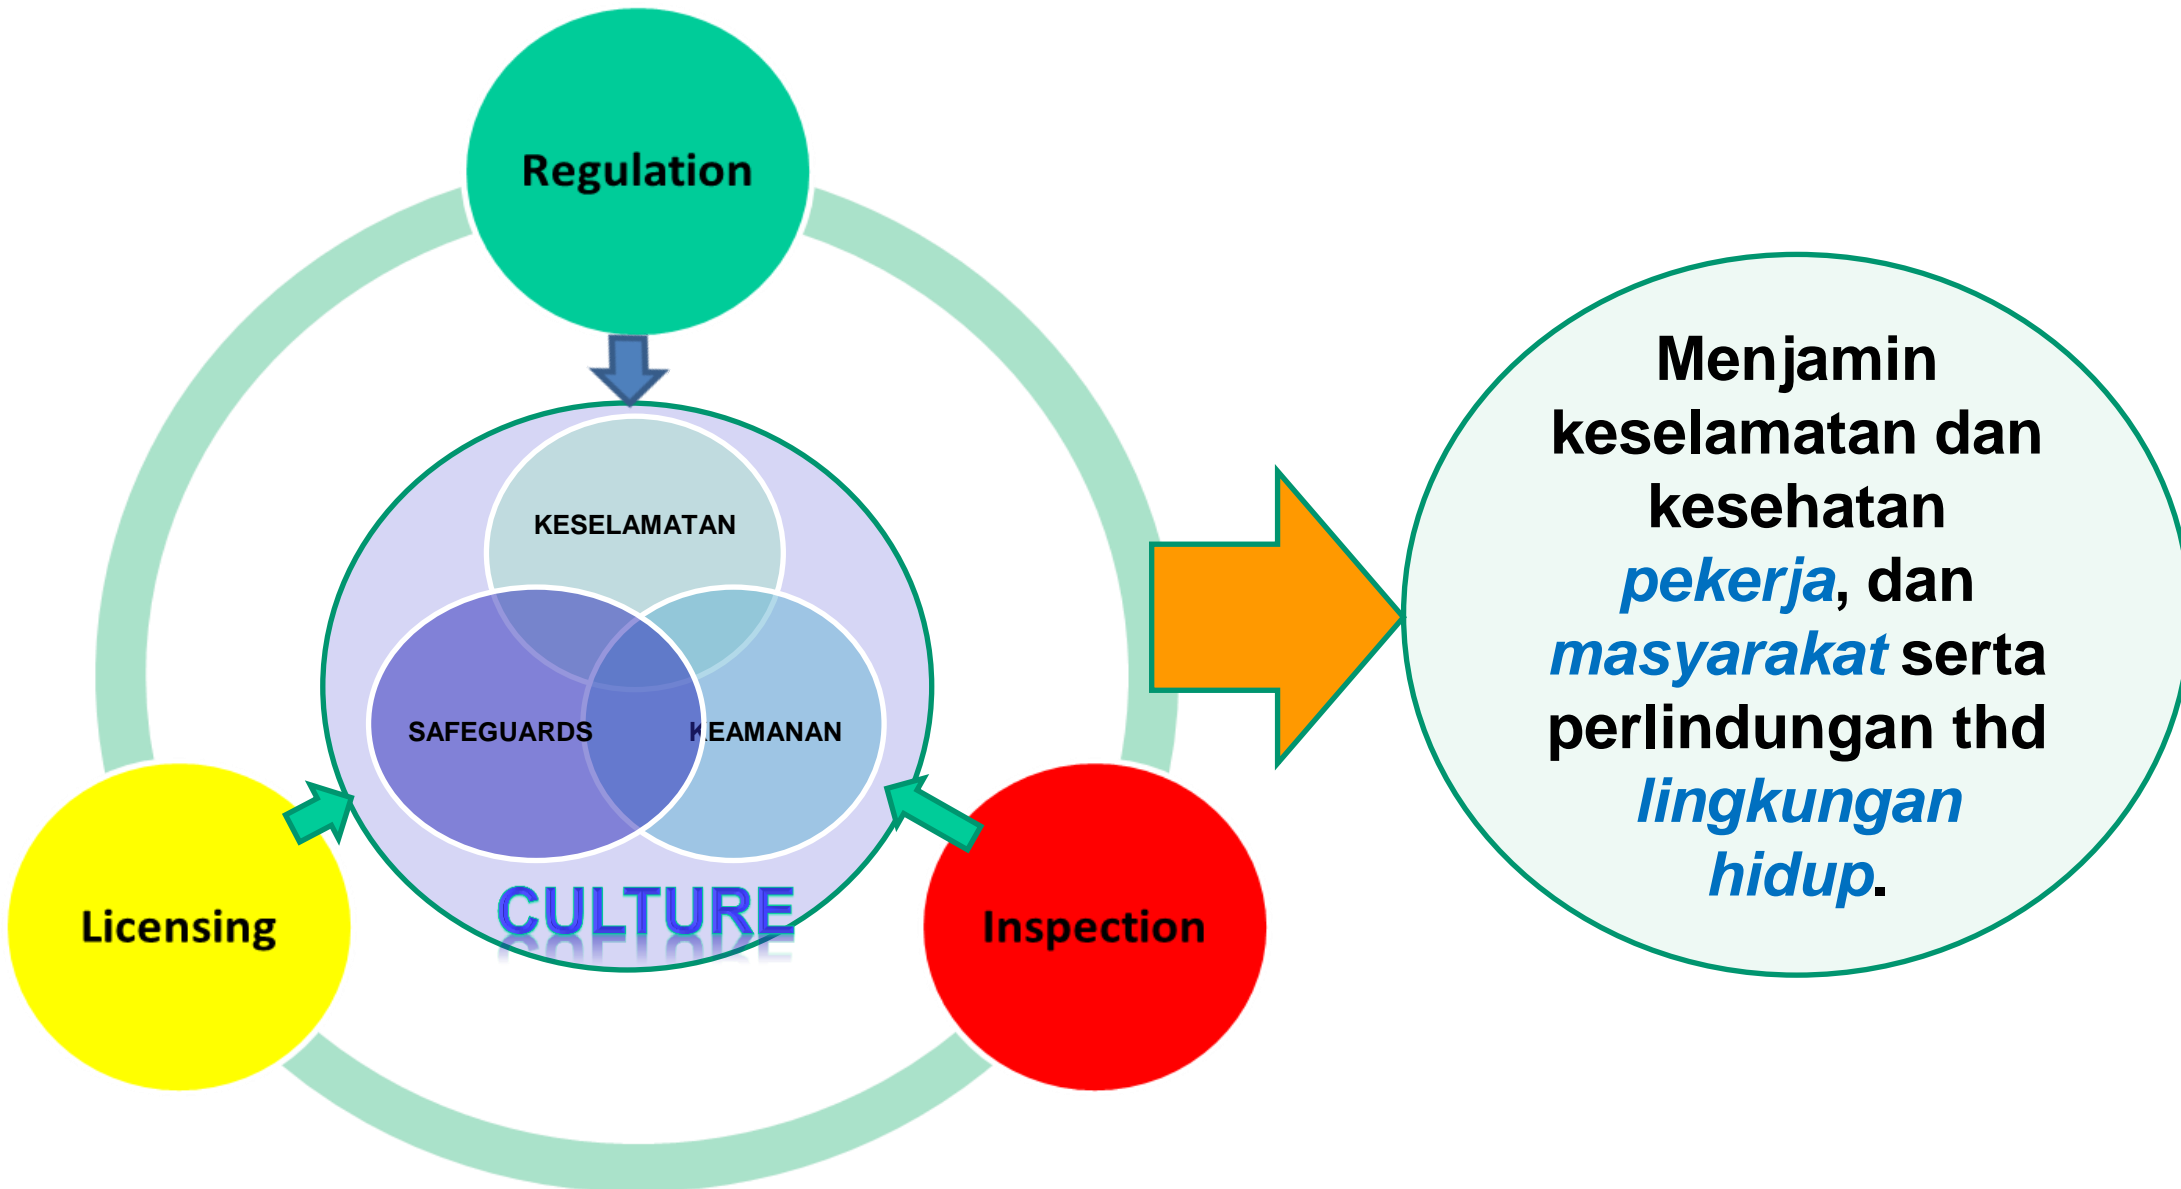 Regulation
KESELAMATAN
SAFEGUARDS
KEAMANAN
CULTURE
Licensing
Inspection
Menjamin
keselamatan dan
kesehatan
pekerja, dan
masyarakat serta
perlindungan thd
lingkungan
hidup.